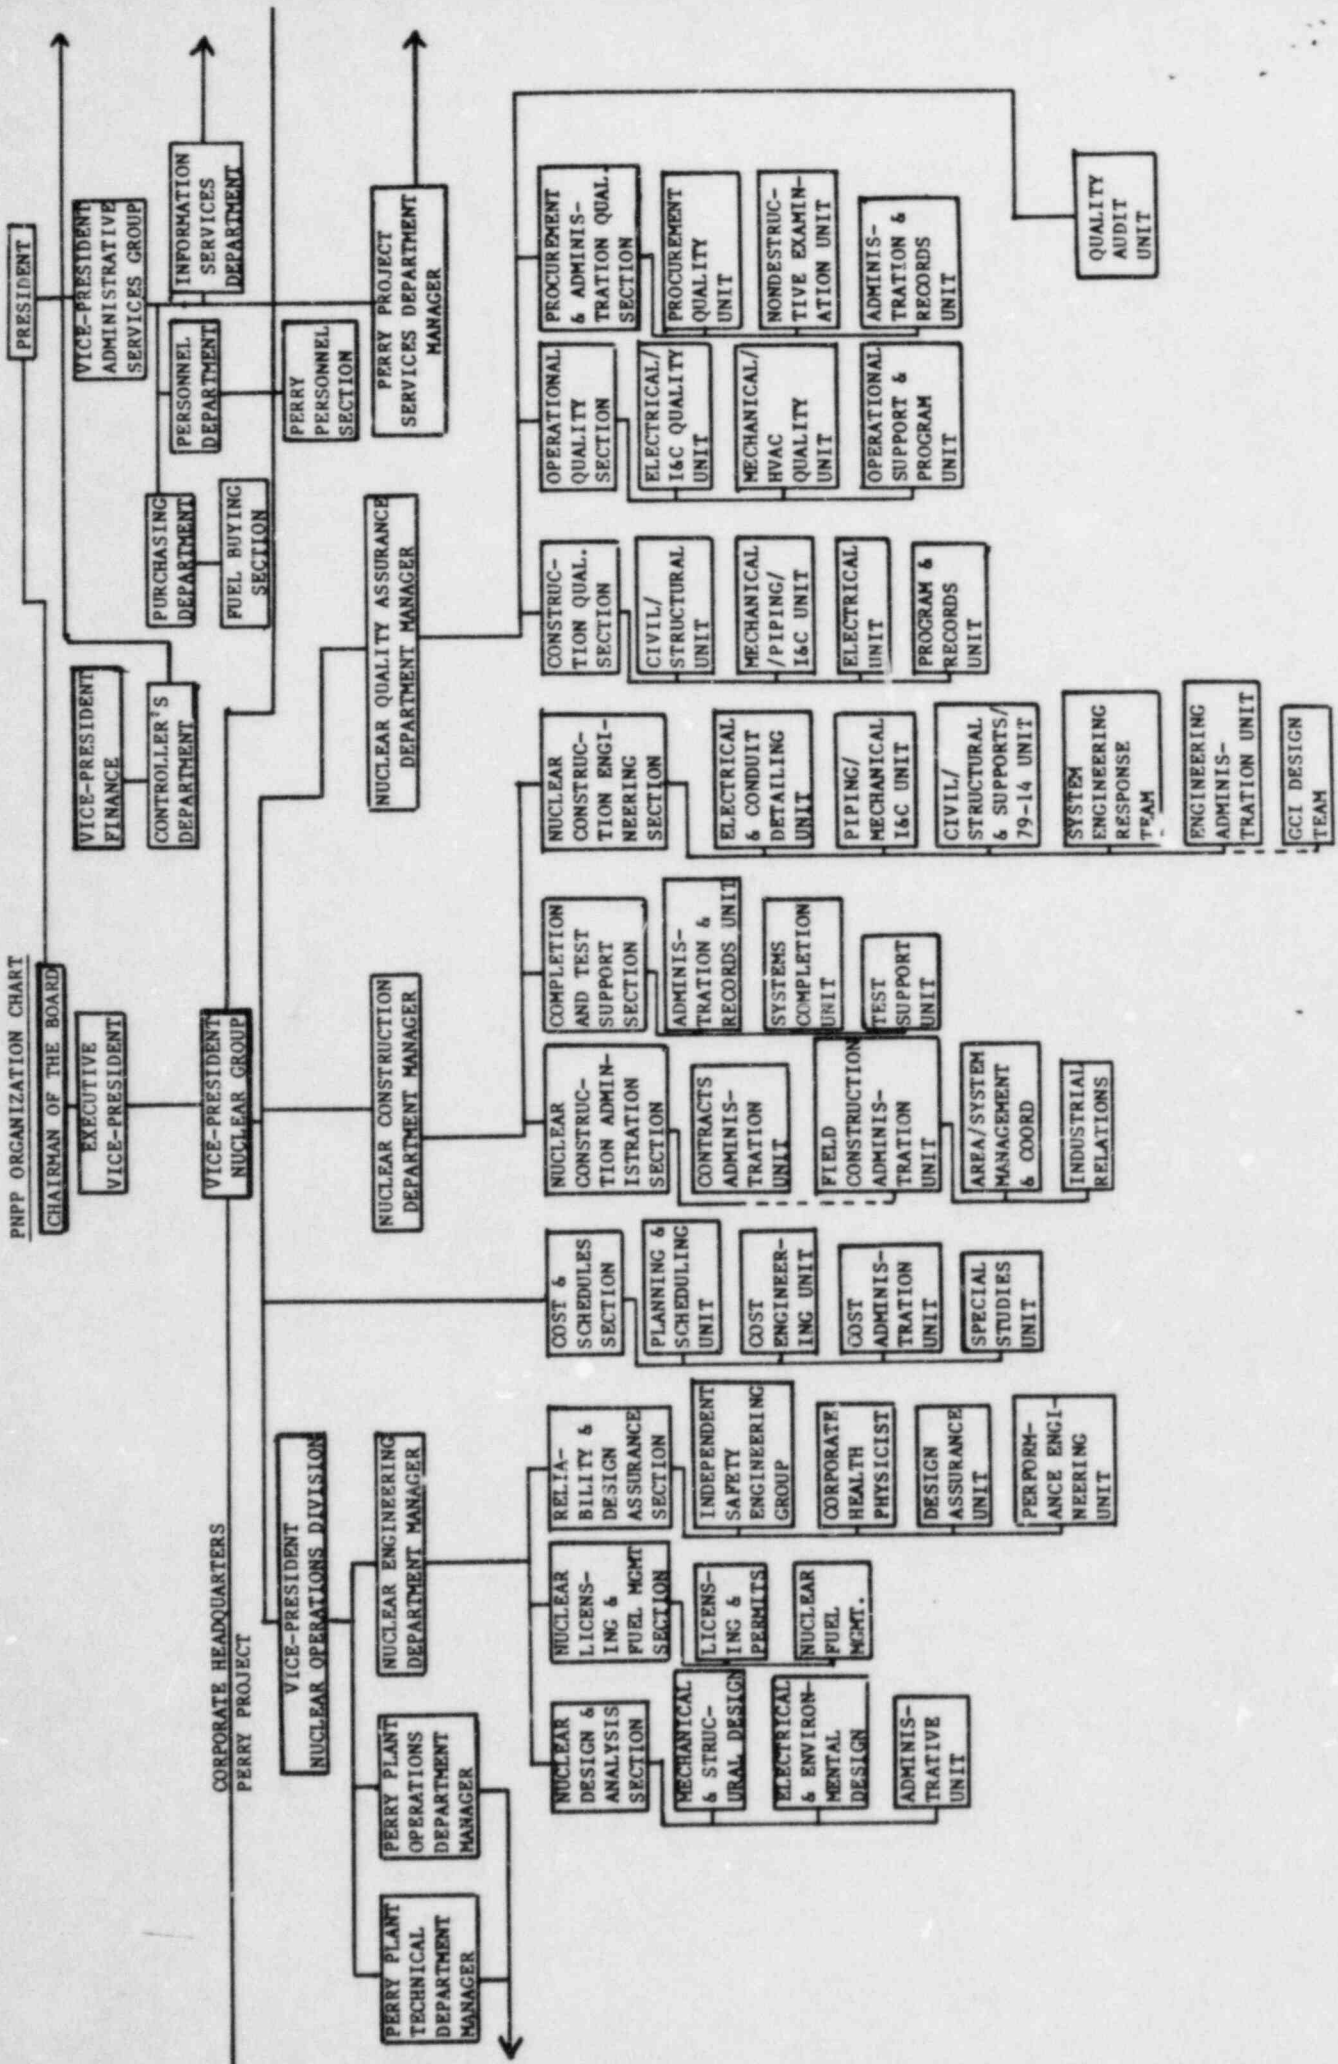 PNPP ORGANIZATION CHART
CHAIRMAN OF THE BOARD
PRESIDENT
EXECUTIVE
VICE-PRESIDENT
VICE-PRESIDENT
FINANCE
VICE-PRESIDENT
ADMINISTRATIVE
SERVICES GROUP
CONTROLLER'S
DEPARTMENT
PURCHASING
DEPARTMENT
PERSONNEL
DEPARTMENT
INFORMATION
SERVICES
DEPARTMENT
FUEL BUYING
SECTION
VICE-PRESIDENT
NUCLEAR GROUP
CORPORATE HEADQUARTERS
PERRY PROJECT
PERRY
PERSONNEL
SECTION
VICE-PRESIDENT
NUCLEAR OPERATIONS DIVISION
PERRY PLANT
TECHNICAL
DEPARTMENT
MANAGER
PERRY PLANT
OPERATIONS
DEPARTMENT
MANAGER
NUCLEAR ENGINEERING
DEPARTMENT MANAGER
NUCLEAR CONSTRUCTION
DEPARTMENT MANAGER
NUCLEAR QUALITY ASSURANCE
DEPARTMENT MANAGER
PERRY PROJECT
SERVICES DEPARTMENT
MANAGER
NUCLEAR
DESIGN &
ANALYSIS
SECTION
MECHANICAL
& STRUC-
URAL DESIGN
ELECTRICAL
& ENVIRON-
MENTAL
DESIGN
ADMINIS-
TRATIVE
UNIT
NUCLEAR
LICENS-
ING &
FUEL MGMT
SECTION
LICENS-
ING &
PERMITS
NUCLEAR
FUEL
MGMT.
RELIA-
BILITY &
DESIGN
ASSURANCE
SECTION
INDEPENDENT
SAFETY
ENGINEERING
GROUP
CORPORATE
HEALTH
PHYSICIST
DESIGN
ASSURANCE
UNIT
PERFORM-
ANCE ENGI-
NEERING
UNIT
COST &
SCHEDULES
SECTION
PLANNING &
SCHEDULING
UNIT
COST
ENGINEER-
ING UNIT
COST
ADMINIS-
TRATION
UNIT
SPECIAL
STUDIES
UNIT
NUCLEAR
CONSTRUC-
TION ADMIN-
ISTRATION
SECTION
CONTRACTS
ADMINIS-
TRATION
UNIT
FIELD
CONSTRUCTION
ADMINIS-
TRATION
UNIT
AREA/SYSTEM
MANAGEMENT
& COORD
INDUSTRIAL
RELATIONS
COMPLETION
AND TEST
SUPPORT
SECTION
ADMINIS-
TRATION &
RECORDS UNIT
SYSTEMS
COMPLETION
UNIT
TEST
SUPPORT
UNIT
NUCLEAR
CONSTRUC-
TION ENGI-
NEERING
SECTION
ELECTRICAL
& CONDUIT
DETAILING
UNIT
PIPING/
MECHANICAL
I&C UNIT
CIVIL/
STRUCTURAL
& SUPPORTS/
79-14 UNIT
SYSTEM
ENGINEERING
RESPONSE
TEAM
ENGINEERING
ADMINIS-
TRATION UNIT
GCI DESIGN
TEAM
CONSTRUC-
TION QUAL.
SECTION
CIVIL/
STRUCTURAL
UNIT
MECHANICAL
/PIPING/
I&C UNIT
ELECTRICAL
UNIT
PROGRAM &
RECORDS
UNIT
OPERATIONAL
QUALITY
SECTION
ELECTRICAL/
I&C QUALITY
UNIT
MECHANICAL/
HVAC
QUALITY
UNIT
OPERATIONAL
SUPPORT &
PROGRAM
UNIT
PROCUREMENT
& ADMINIS-
TRATION QUAL.
SECTION
PROCUREMENT
QUALITY
UNIT
NONDESTRUC-
TIVE EXAMIN-
ATION UNIT
ADMINIS-
TRATION &
RECORDS
UNIT
QUALITY
AUDIT
UNIT